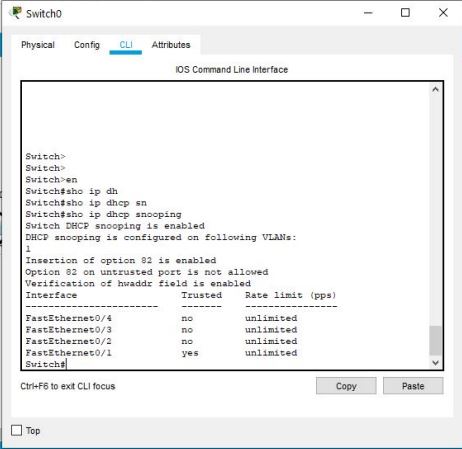 Switch0
Physical Config CLI Attributes
IOS Command Line Interface
Switch>
Switch>
Switch>en
Switch#sho ip dh
Switch#sho ip dhcp sn
Switch#sho ip dhcp snooping
Switch DHCP snooping is enabled
DHCP snooping is configured on following VLANs:
1
Insertion of option 82 is enabled
Option 82 on untrusted port is not allowed
Verification of hwaddr field is enabled
Interface Trusted Rate limit (pps)
----------------------- ------- ----------------
FastEthernet0/4 no unlimited
FastEthernet0/3 no unlimited
FastEthernet0/2 no unlimited
FastEthernet0/1 yes unlimited
Switch#
Ctrl+F6 to exit CLI focus Copy Paste
Top